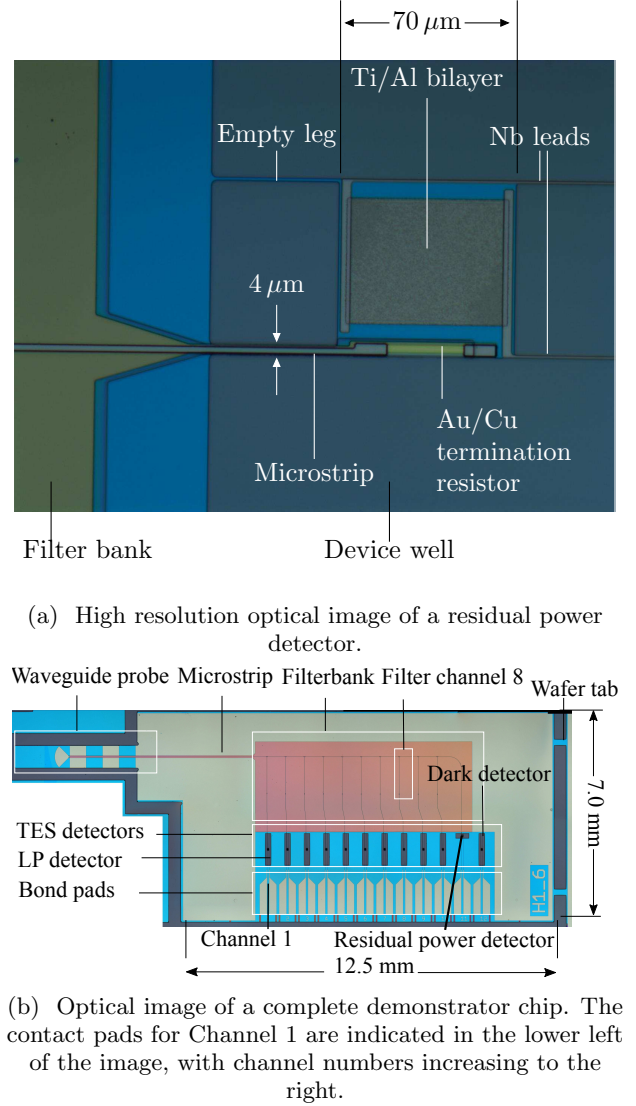 70 μm
Ti/Al bilayer
Empty leg
Nb leads
4 μm
Au/Cu
termination
resistor
Microstrip
Filter bank
Device well
(a) High resolution optical image of a residual power
detector.
Waveguide probe Microstrip Filterbank Filter channel 8
Wafer tab
Dark detector
7.0 mm
TES detectors
LP detector
Bond pads
H1_6
Channel 1
Residual power detector
12.5 mm
(b) Optical image of a complete demonstrator chip. The
contact pads for Channel 1 are indicated in the lower left
of the image, with channel numbers increasing to the
right.